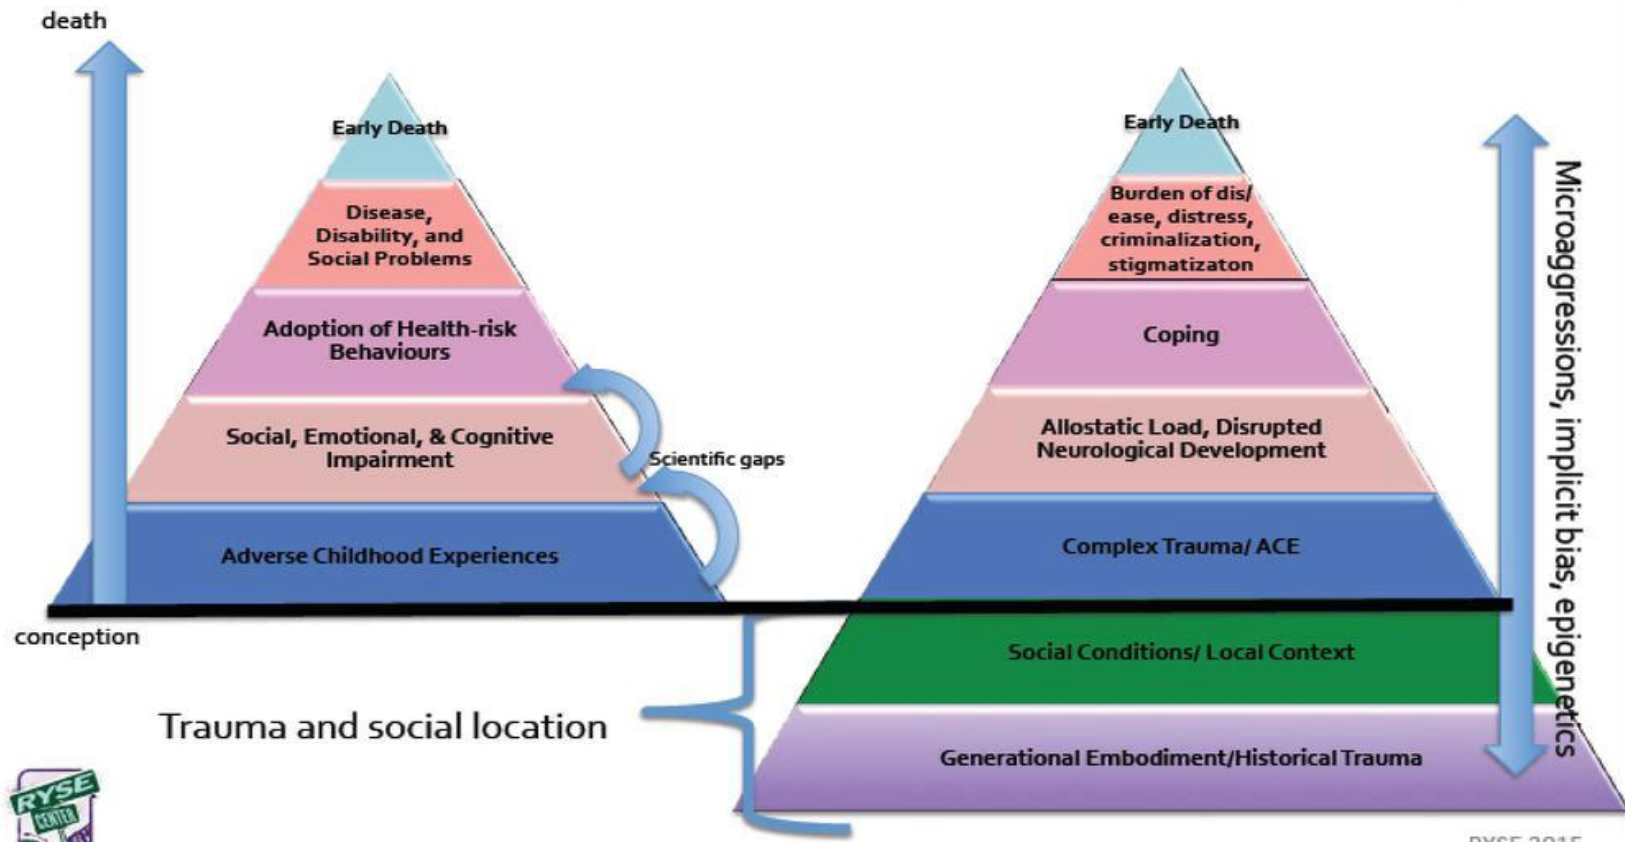 death
Early Death
Disease,
Disability, and
Social Problems
Adoption of Health-risk
Behaviours
Social, Emotional, & Cognitive
Impairment
Scientific gaps
Adverse Childhood Experiences
conception
Trauma and social location
Early Death
Burden of dis/
ease, distress,
criminalization,
stigmatizaton
Coping
Allostatic Load, Disrupted
Neurological Development
Complex Trauma/ ACE
Social Conditions/ Local Context
Generational Embodiment/Historical Trauma
Microaggressions, implicit bias, epigenetics
RYSE
CENTER
RYSE 2015